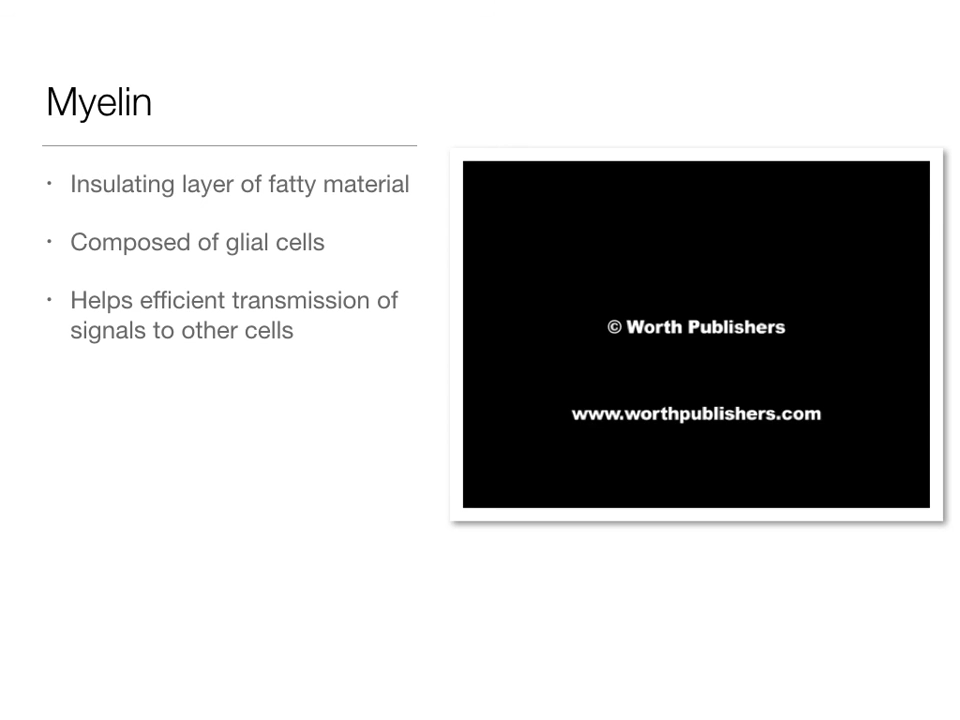 Myelin
• Insulating layer of fatty material
• Composed of glial cells
• Helps efficient transmission of
signals to other cells
© Worth Publishers
www.worthpublishers.com